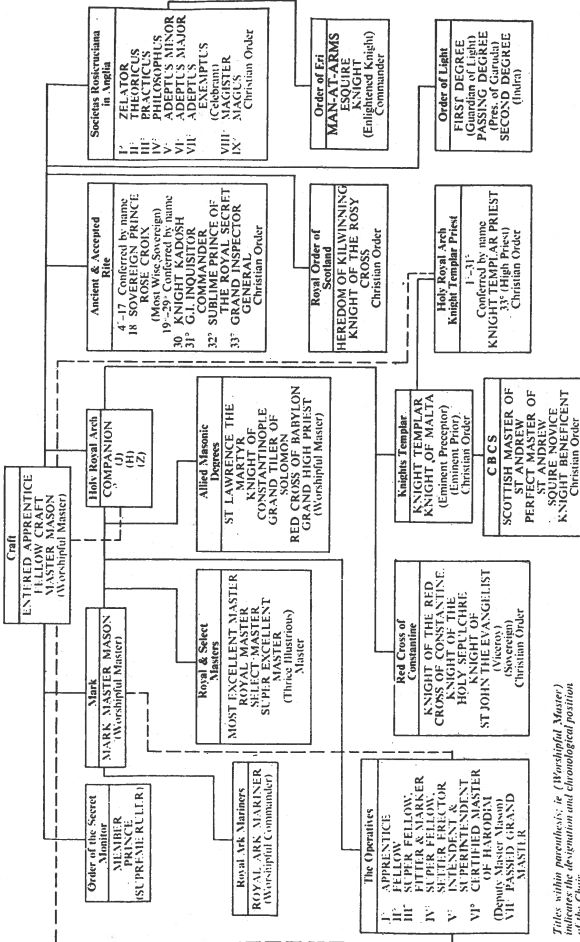 Craft
ENTERED APPRENTICE
FELLOW CRAFT
MASTER MASON
(Worshipful Master)
Order of the Secret
Monitor
MEMBER
PRINCE
(SUPREME RULER)
Mark
MARK MASTER MASON
(Worshipful Master)
Holy Royal Arch
COMPANION
(J)
(H)
(Z)
Ancient & Accepted
Rite
4°-17 Conferred by name
18 SOVEREIGN PRINCE
ROSE CROIX
(Most Wise Sovereign)
19°-29° Conferred by name
30 KNIGHT KADOSH
31° G.I. INQUISITOR
COMMANDER
32° SUBLIME PRINCE OF
THE ROYAL SECRET
33° GRAND INSPECTOR
GENERAL
Christian Order
Societas Rosicruciana
in Anglia
I° ZELATOR
II° THEORICUS
III° PRACTICUS
IV° PHILOSOPHUS
V° ADEPTUS MINOR
VI° ADEPTUS MAJOR
VII° ADEPTUS
EXEMPTUS
(Celebrant)
VIII° MAGISTER
IX° MAGUS
Christian Order
Royal Ark Mariners
ROYAL ARK MARINER
(Worshipful Commander)
Royal & Select
Masters
MOST EXCELLENT MASTER
ROYAL MASTER
SELECT MASTER
SUPER EXCELLENT
MASTER
(Thrice Illustrious)
Master
Allied Masonic
Degrees
ST LAWRENCE THE
MARTYR
KNIGHT OF
CONSTANTINOPLE
GRAND TILER OF
SOLOMON
RED CROSS OF BABYLON
GRAND HIGH PRIEST
(Worshipful Master)
Royal Order of
Scotland
HEREDOM OF KILWINNING
KNIGHT OF THE ROSY
CROSS
Christian Order
Order of Eri
MAN-AT-ARMS
ESQUIRE
KNIGHT
(Enlightened Knight)
Commander
The Operatives
I° APPRENTICE
II° FELLOW
III° SUPER FELLOW,
FITTER & MARKER
IV° SUPER FELLOW,
SETTER ERECTOR
V° INTENDENT &
SUPERINTENDENT
VI° CERTIFIED MASTER
OF HARODIM
(Deputy Master Mason)
VII° PASSED GRAND
MASTER
Red Cross of
Constantine
KNIGHT OF THE RED
CROSS OF CONSTANTINE
KNIGHT OF THE
HOLY SEPULCHRE
KNIGHT OF
ST JOHN THE EVANGELIST
(Viceroy)
(Sovereign)
Christian Order
Knights Templar
KNIGHT TEMPLAR
KNIGHT OF MALTA
(Eminent Preceptor)
(Eminent Prior)
Christian Order
Holy Royal Arch
Knight Templar Priest
1°-31°
Conferred by name
KNIGHT TEMPLAR PRIEST
33° (High Priest)
Christian Order
Order of Light
FIRST DEGREE
(Guardian of Light)
PASSING DEGREE
(Pres. of Garuda)
SECOND DEGREE
(Indra)
CBCS
SCOTTISH MASTER OF
ST ANDREW
PERFECT MASTER OF
ST ANDREW
SQUIRE NOVICE
KNIGHT BENEFICENT
Christian Order
Titles within parenthesis; ie (Worshipful Master)
indicates the designation and chronological position
of the Chair